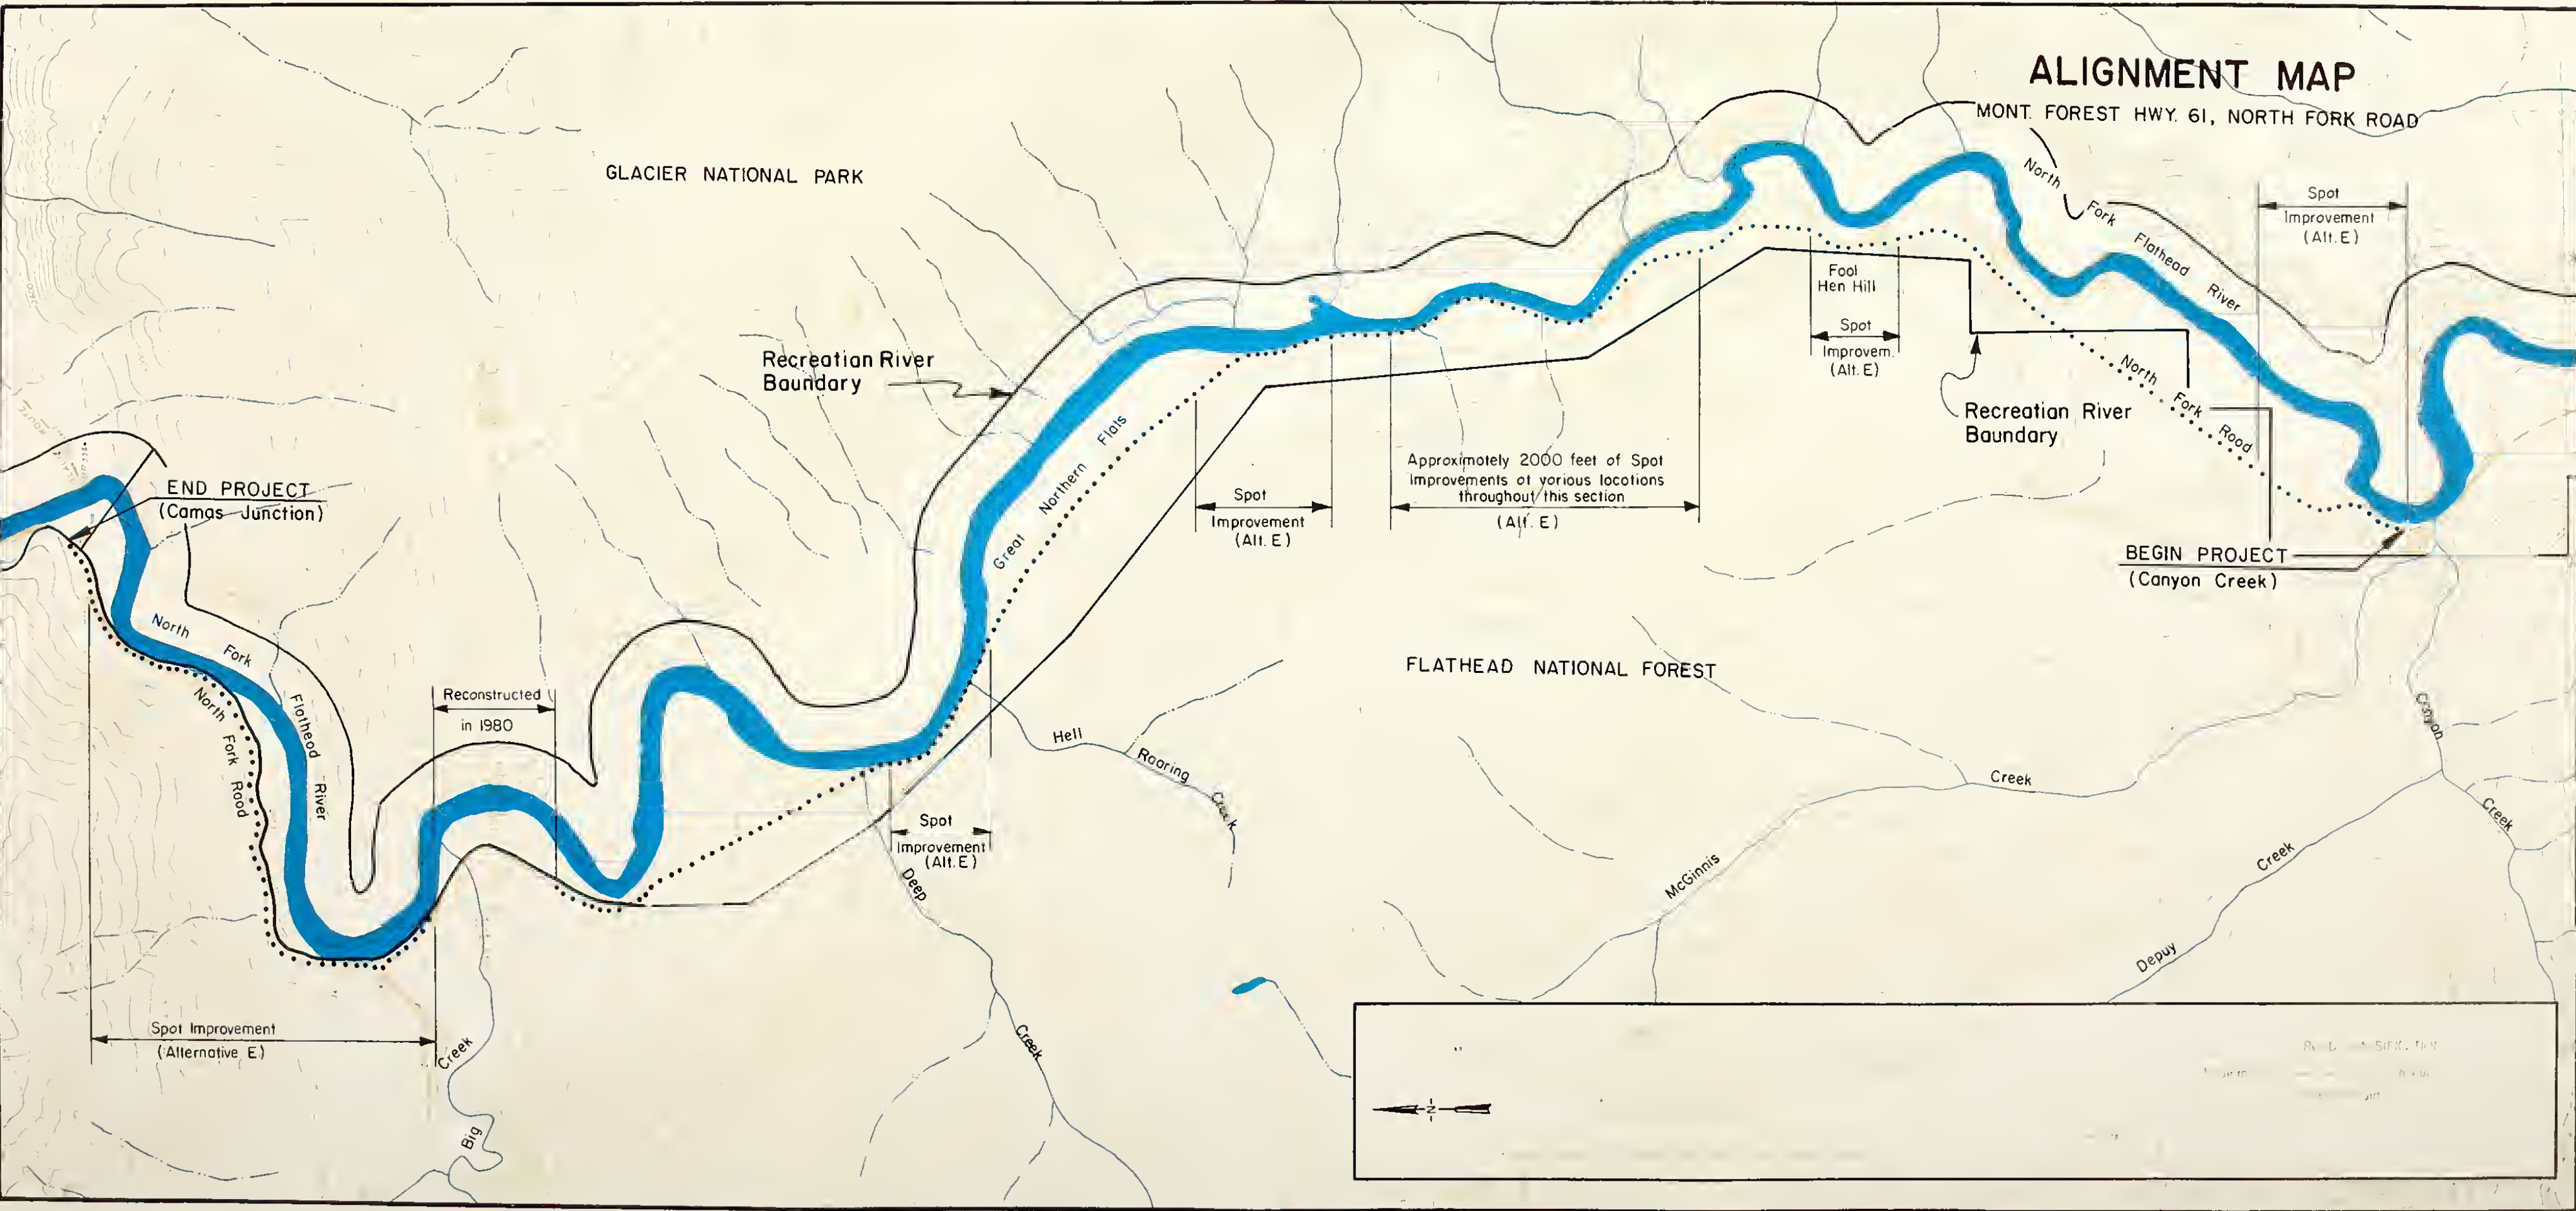 ALIGNMENT MAP
MONT. FOREST HWY. 61, NORTH FORK ROAD
GLACIER NATIONAL PARK
North Fork Flathead River
Spot
Improvement
(Alt. E)
Fool
Hen Hill
Spot
Improvem.
(Alt. E)
Recreation River
Boundary
Recreation River
Boundary
North Fork Road
Great Northern Flats
Spot
Improvement
(Alt. E)
Approximately 2000 feet of Spot
Improvements at various locations
throughout this section
(Alt. E)
END PROJECT
(Camas Junction)
BEGIN PROJECT
(Canyon Creek)
North Fork Flathead River
North Fork Road
Reconstructed
in 1980
FLATHEAD NATIONAL FOREST
Hell Roaring Creek
Spot
Improvement
(Alt. E)
Deep Creek
McGinnis Creek
Canyon Creek
Depuy Creek
Spot Improvement
(Alternative E)
Big Creek
N